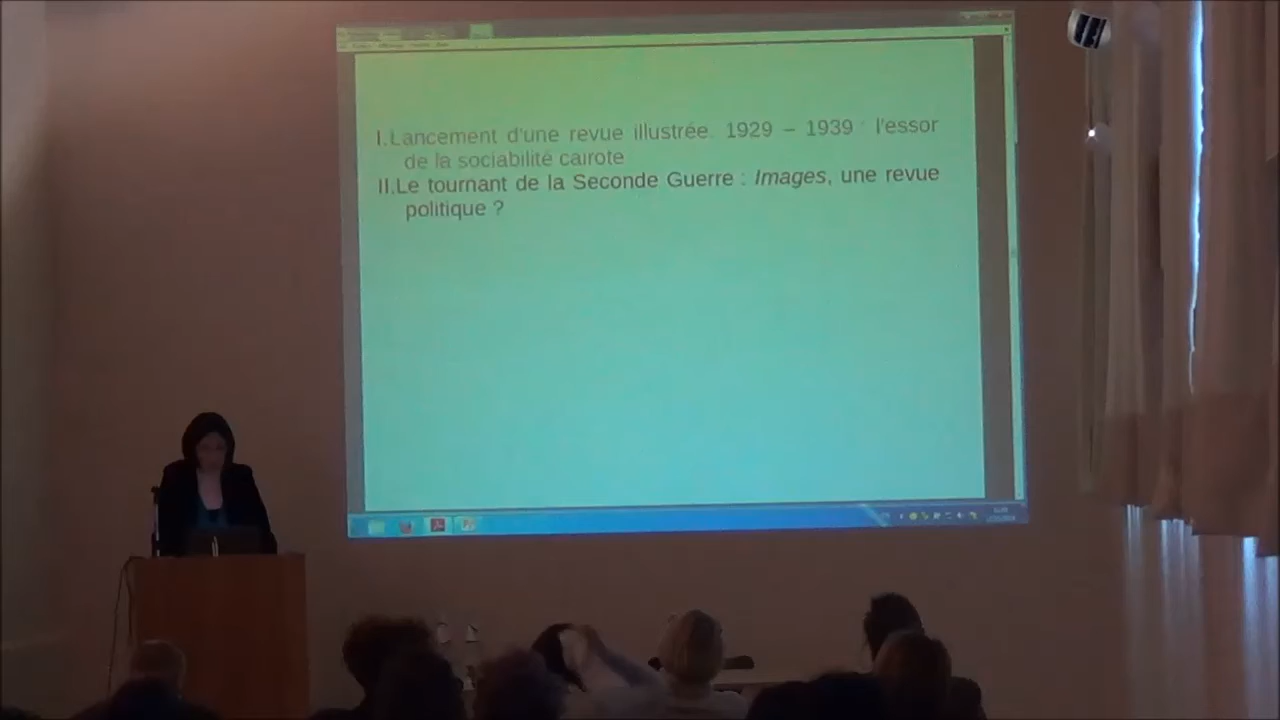 I.Lancement d'une revue illustrée. 1929 – 1939 : l'essor
de la sociabilité cairote
II.Le tournant de la Seconde Guerre : Images, une revue
politique ?